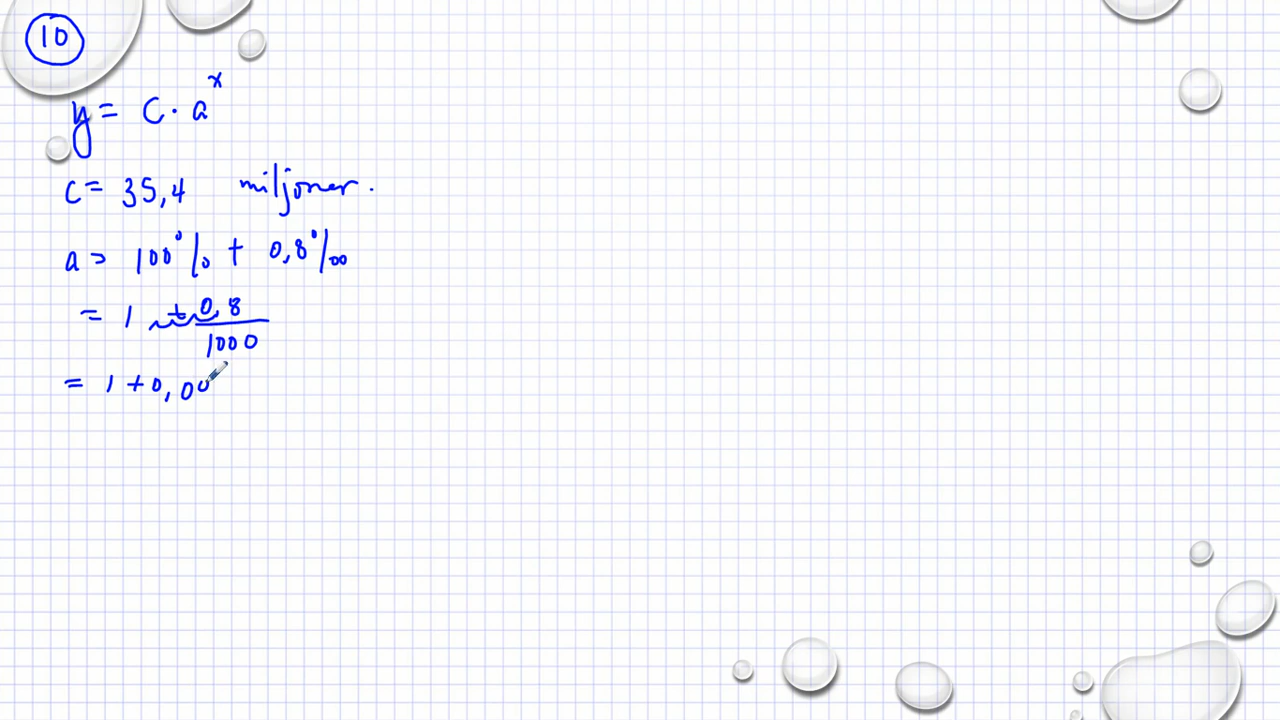 10
y = C · a^x
C = 35,4 miljoner.
a = 100 % + 0,8 ‰
= 1 + 0,8/1000
= 1 + 0,00